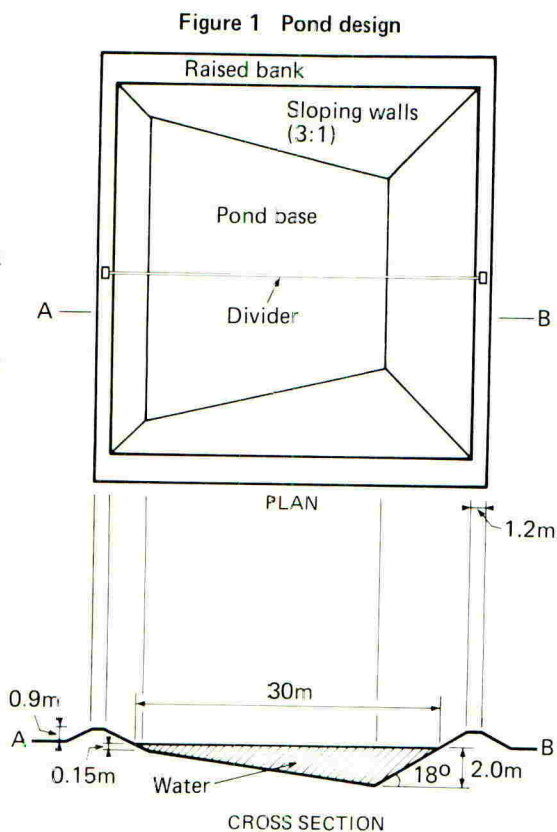 Figure 1 Pond design
Raised bank
Sloping walls
(3:1)
Pond base
A
Divider
B
PLAN
1.2m
30m
0.9m
A
B
0.15m
Water
18º
2.0m
CROSS SECTION